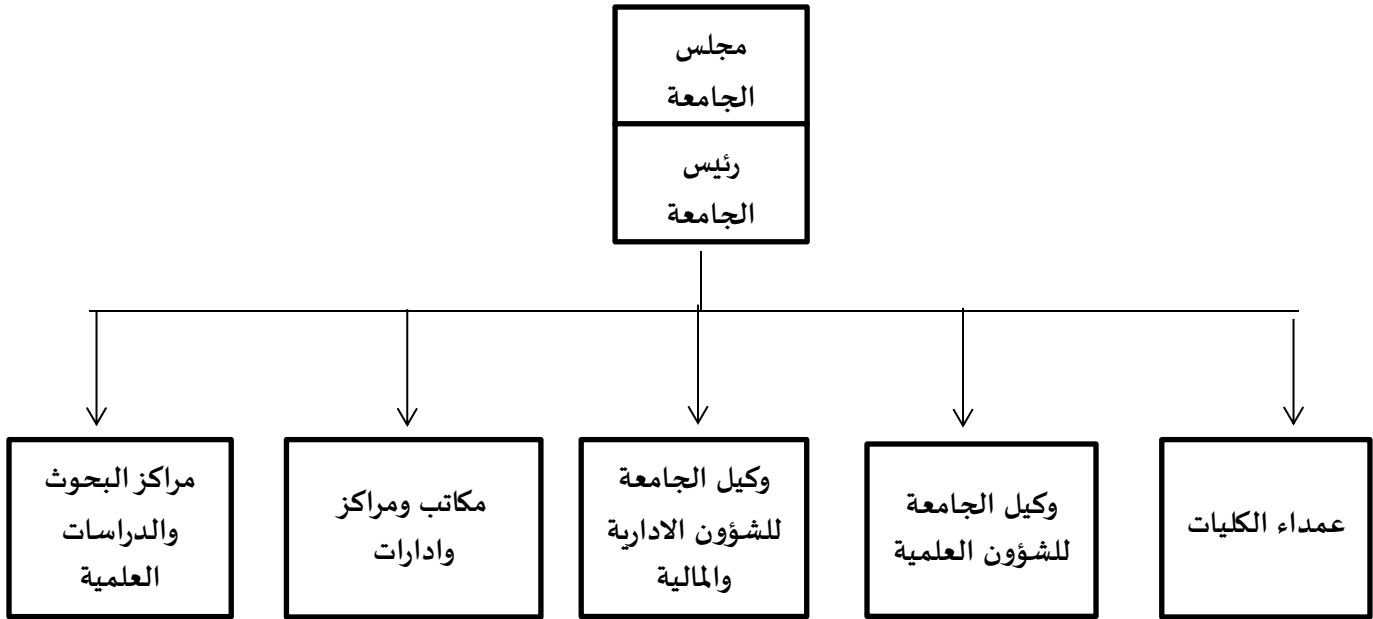 مجلس
الجامعة
رئيس
الجامعة
عمداء الكليات
وكيل الجامعة
للشؤون العلمية
وكيل الجامعة
للشؤون الادارية
والمالية
مكاتب ومراكز
وادارات
مراكز البحوث
والدراسات
العلمية